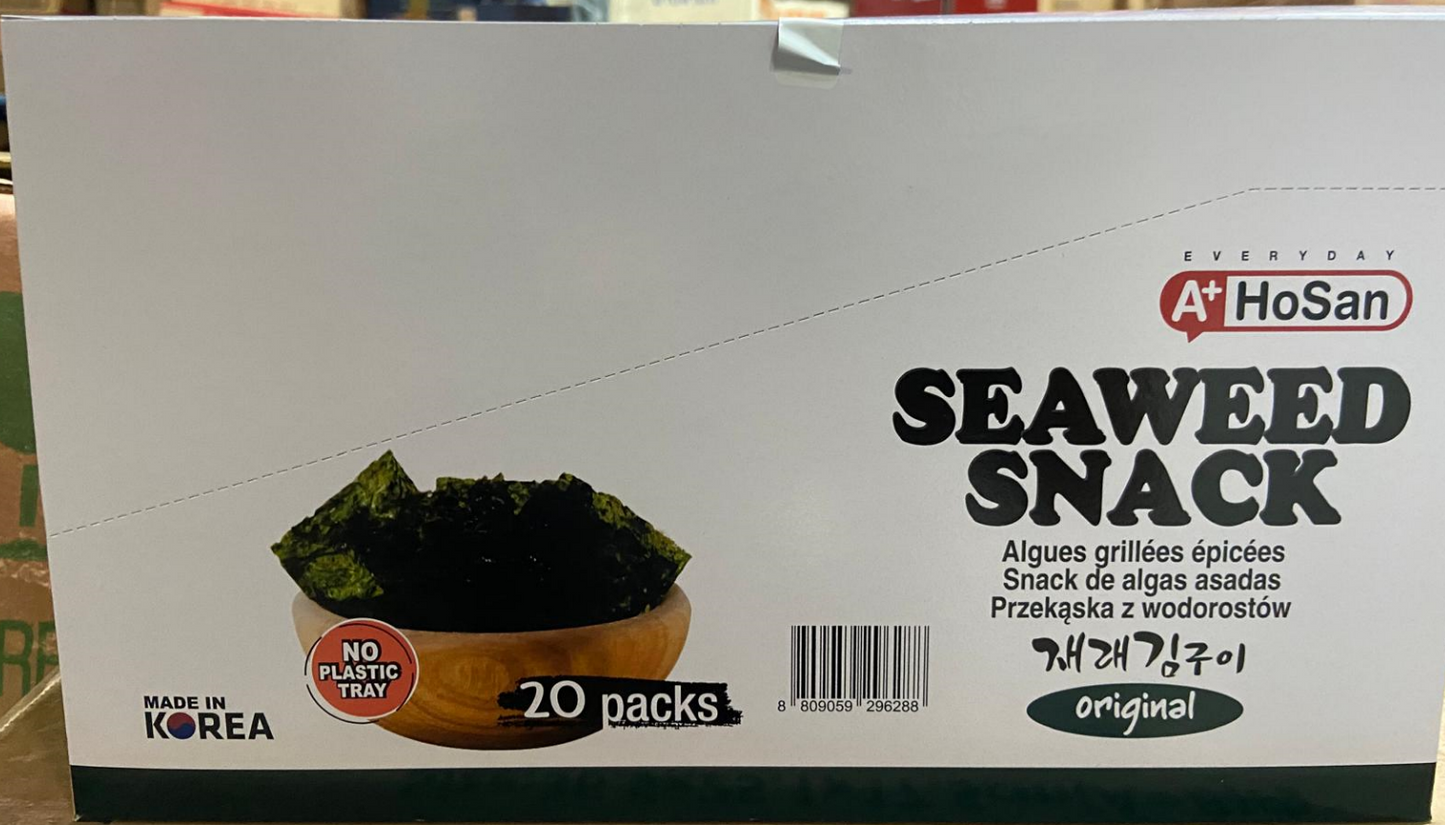 EVERYDAY
A+ HoSan
SEAWEED
SNACK
Algues grillées épicées
Snack de algas asadas
Przekąska z wodorostów
재래김구이
original
NO
PLASTIC
TRAY
20 packs
MADE IN
KOREA
8 809059 296288